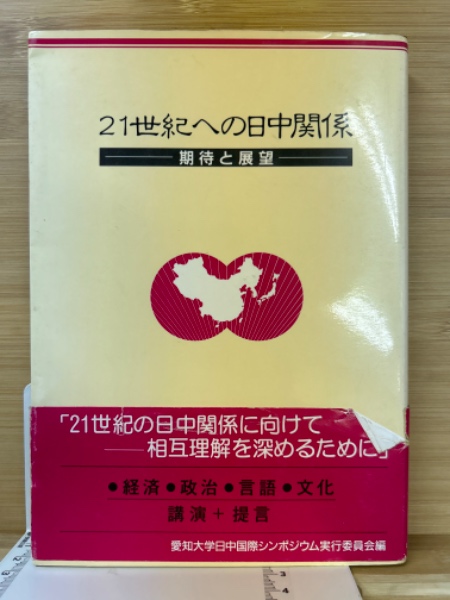 21世紀への日中関係
期待と展望
「21世紀の日中関係に向けて
――相互理解を深めるために」
●経済●政治●言語●文化
講演＋提言
愛知大学日中国際シンポジウム実行委員会編